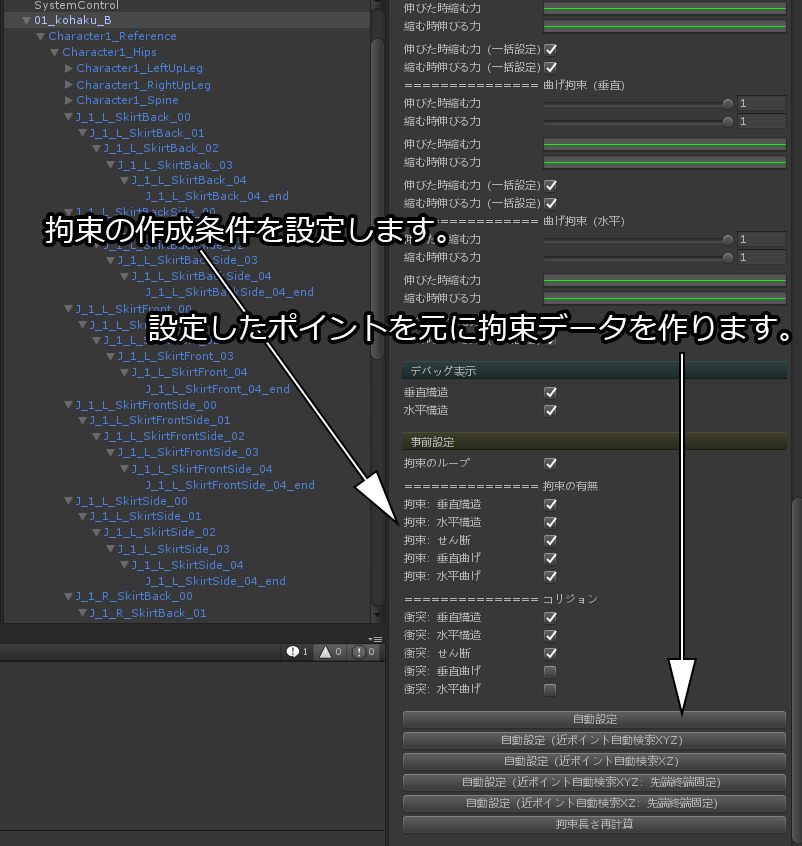 SystemControl
01_kohaku_B
Character1_Reference
Character1_Hips
Character1_LeftUpLeg
Character1_RightUpLeg
Character1_Spine
J_1_L_SkirtBack_00
J_1_L_SkirtBack_01
J_1_L_SkirtBack_02
J_1_L_SkirtBack_03
J_1_L_SkirtBack_04
J_1_L_SkirtBack_04_end
J_1_L_SkirtBackSide_00
拘束の作成条件を設定します。
J_1_L_SkirtBackSide_02
J_1_L_SkirtBackSide_03
J_1_L_SkirtBackSide_04
J_1_L_SkirtBackSide_04_end
J_1_L_SkirtFront_00
設定したポイントを元に拘束データを作ります。
J_1_L_SkirtFront_03
J_1_L_SkirtFront_04
J_1_L_SkirtFront_04_end
J_1_L_SkirtFrontSide_00
J_1_L_SkirtFrontSide_01
J_1_L_SkirtFrontSide_02
J_1_L_SkirtFrontSide_03
J_1_L_SkirtFrontSide_04
J_1_L_SkirtFrontSide_04_end
J_1_L_SkirtSide_00
J_1_L_SkirtSide_01
J_1_L_SkirtSide_02
J_1_L_SkirtSide_03
J_1_L_SkirtSide_04
J_1_L_SkirtSide_04_end
J_1_R_SkirtBack_00
J_1_R_SkirtBack_01
1 0 0
伸びた時縮む力
縮む時伸びる力
伸びた時縮む力 (一括設定)
縮む時伸びる力 (一括設定)
=============== 曲げ拘束 (垂直)
伸びた時縮む力 1
縮む時伸びる力 1
伸びた時縮む力
縮む時伸びる力
伸びた時縮む力 (一括設定)
縮む時伸びる力 (一括設定)
=============== 曲げ拘束 (水平)
伸びた時縮む力 1
縮む時伸びる力 1
伸びた時縮む力
縮む時伸びる力
デバッグ表示
垂直構造
水平構造
事前設定
拘束のループ
=============== 拘束の有無
拘束: 垂直構造
拘束: 水平構造
拘束: せん断
拘束: 垂直曲げ
拘束: 水平曲げ
=============== コリジョン
衝突: 垂直構造
衝突: 水平構造
衝突: せん断
衝突: 垂直曲げ
衝突: 水平曲げ
自動設定
自動設定 (近ポイント自動検索XYZ)
自動設定 (近ポイント自動検索XZ)
自動設定 (近ポイント自動検索XYZ: 先端終端固定)
自動設定 (近ポイント自動検索XZ: 先端終端固定)
拘束長さ再計算